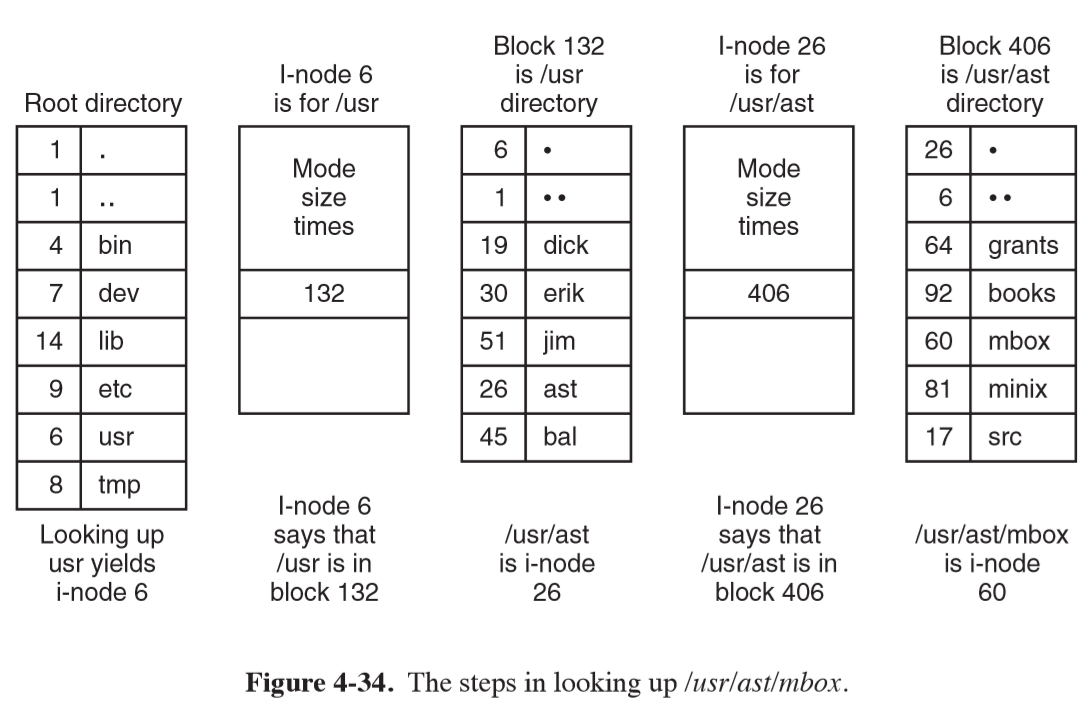 Root directory
1 .
1 ..
4 bin
7 dev
14 lib
9 etc
6 usr
8 tmp
Looking up
usr yields
i-node 6
I-node 6
is for /usr
Mode
size
times
132
I-node 6
says that
/usr is in
block 132
Block 132
is /usr
directory
6 •
1 ••
19 dick
30 erik
51 jim
26 ast
45 bal
/usr/ast
is i-node
26
I-node 26
is for
/usr/ast
Mode
size
times
406
I-node 26
says that
/usr/ast is in
block 406
Block 406
is /usr/ast
directory
26 •
6 ••
64 grants
92 books
60 mbox
81 minix
17 src
/usr/ast/mbox
is i-node
60
Figure 4-34. The steps in looking up /usr/ast/mbox.